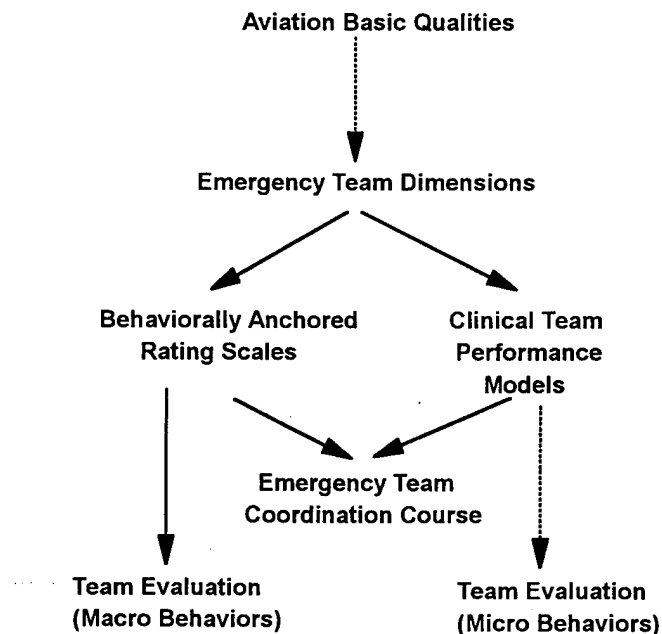 Aviation Basic Qualities
Emergency Team Dimensions
Behaviorally Anchored
Rating Scales
Clinical Team
Performance
Models
Emergency Team
Coordination Course
Team Evaluation
(Macro Behaviors)
Team Evaluation
(Micro Behaviors)